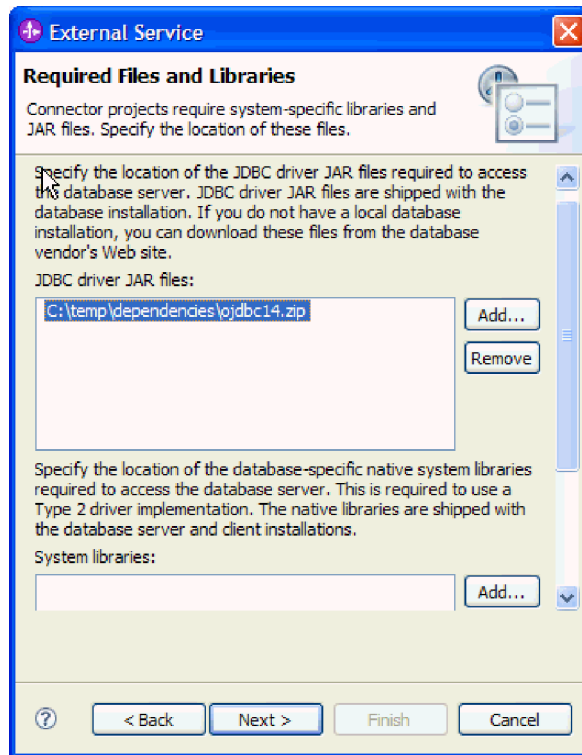 External Service
Required Files and Libraries
Connector projects require system-specific libraries and
JAR files. Specify the location of these files.
Specify the location of the JDBC driver JAR files required to access
the database server. JDBC driver JAR files are shipped with the
database installation. If you do not have a local database
installation, you can download these files from the database
vendor's Web site.
JDBC driver JAR files:
C:\temp\dependencies\ojdbc14.zip
Add...
Remove
Specify the location of the database-specific native system libraries
required to access the database server. This is required to use a
Type 2 driver implementation. The native libraries are shipped with
the database server and client installations.
System libraries:
Add...
?
< Back
Next >
Finish
Cancel